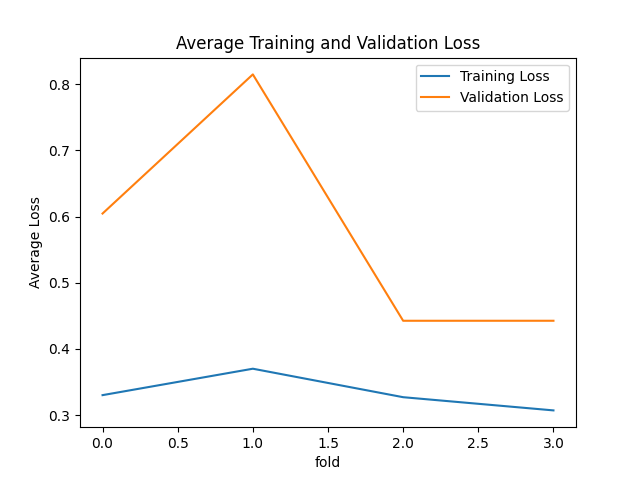 Average Training and Validation Loss
Training Loss
Validation Loss
Average Loss
0.8
0.7
0.6
0.5
0.4
0.3
0.0 0.5 1.0 1.5 2.0 2.5 3.0
fold